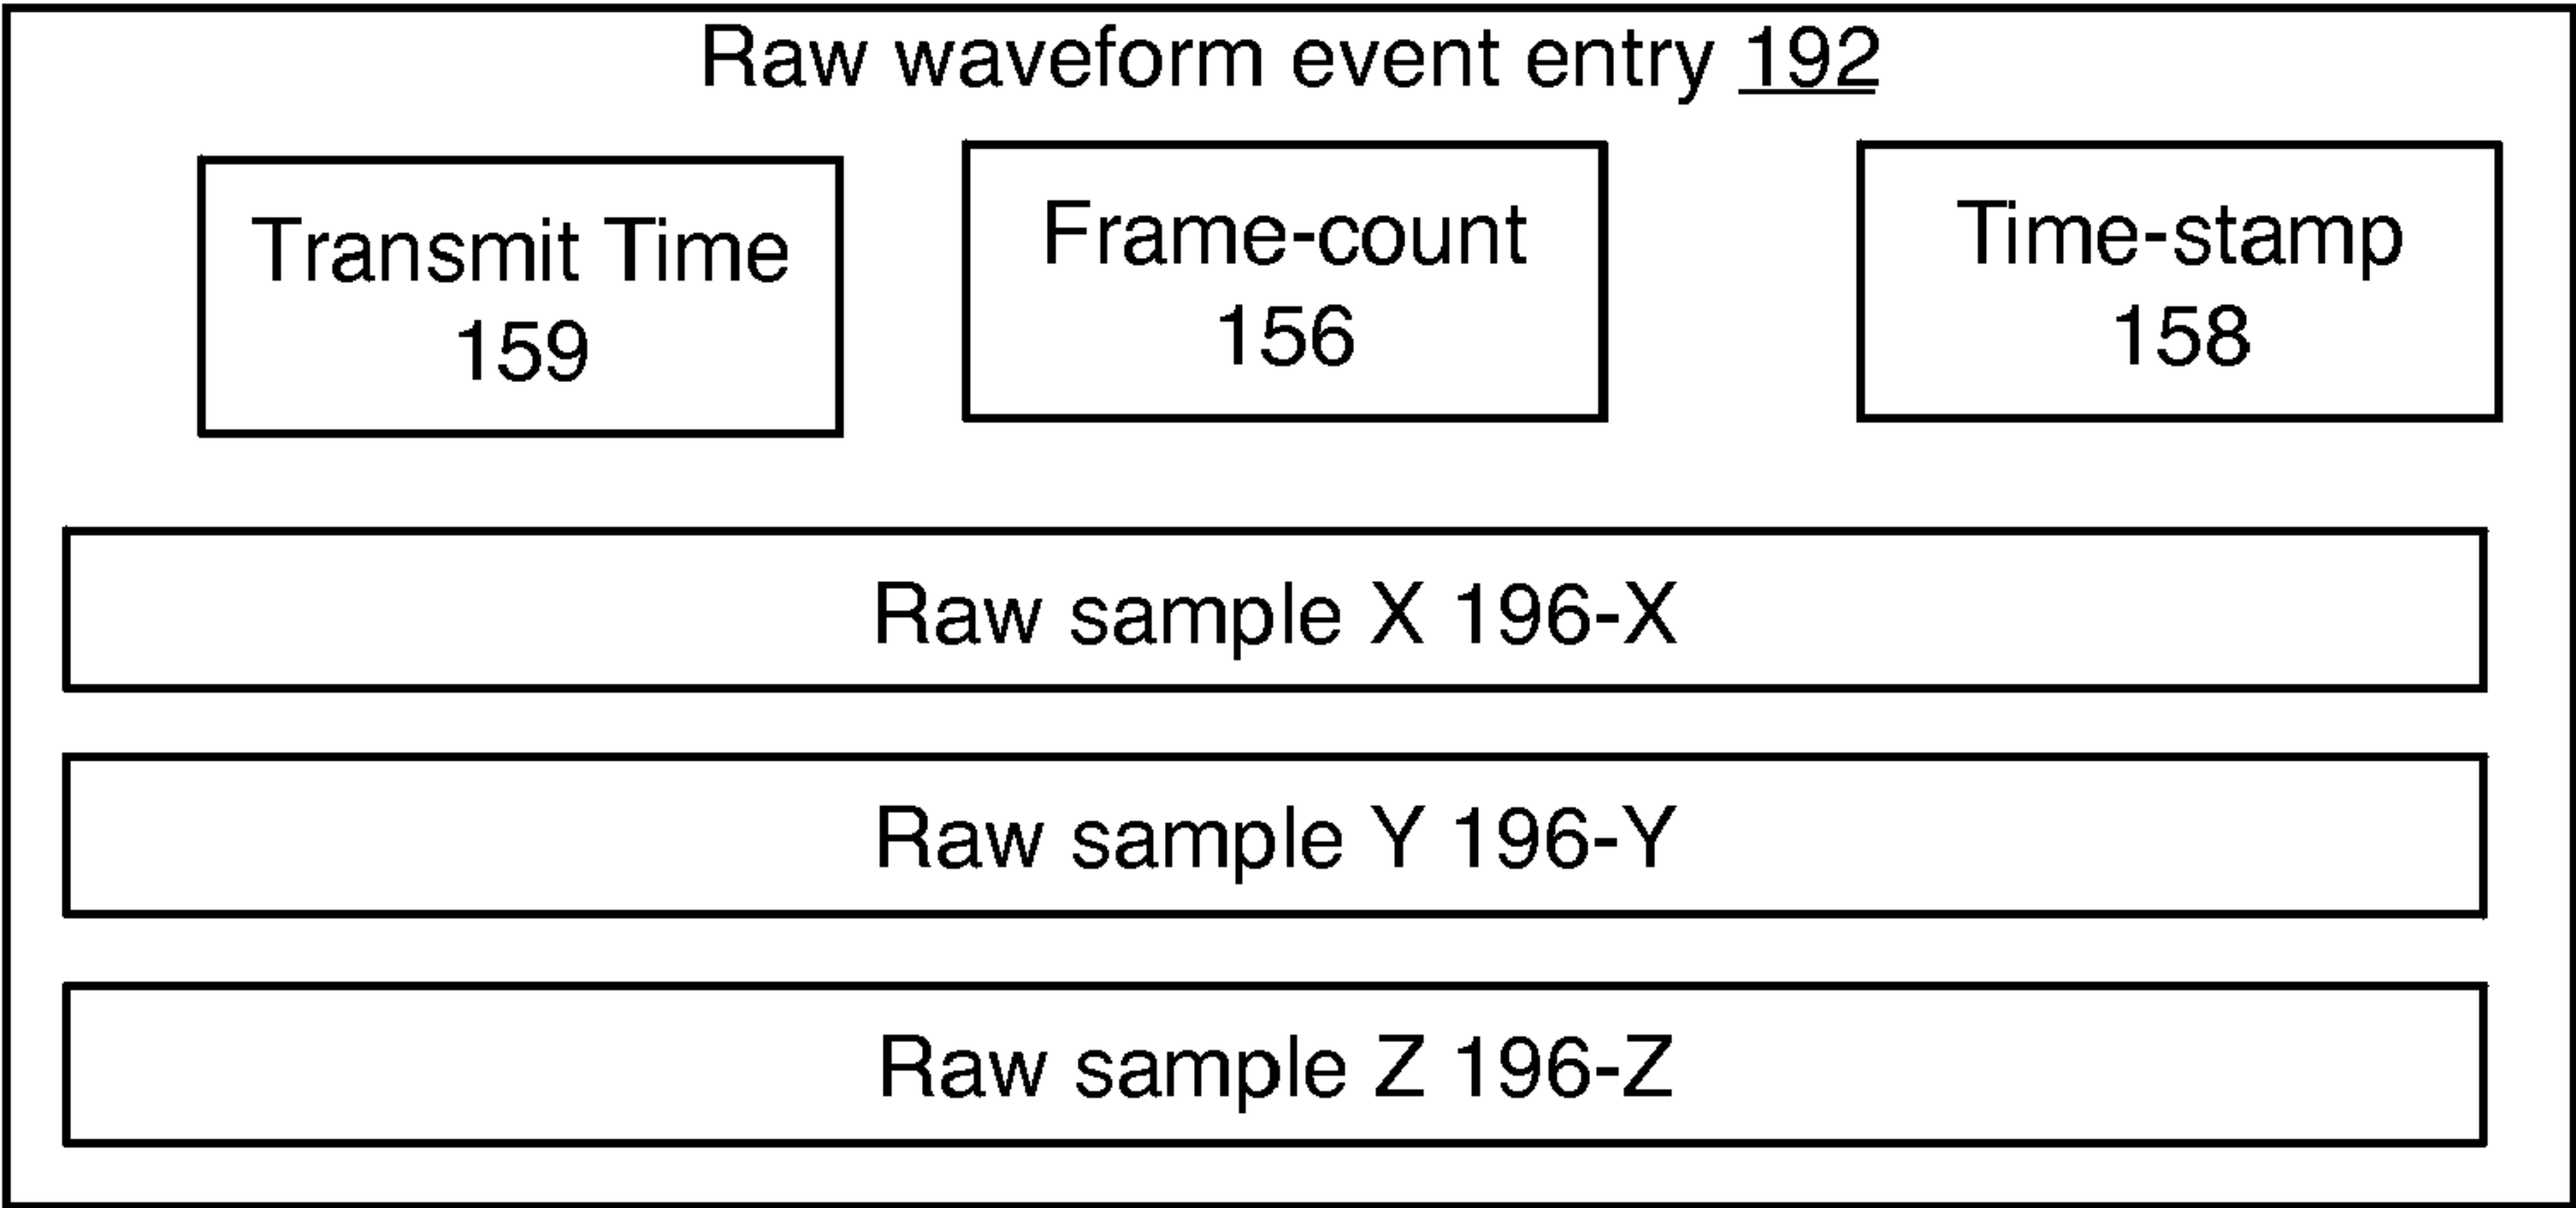 Raw waveform event entry 192
Transmit Time
159
Frame-count
156
Time-stamp
158
Raw sample X 196-X
Raw sample Y 196-Y
Raw sample Z 196-Z